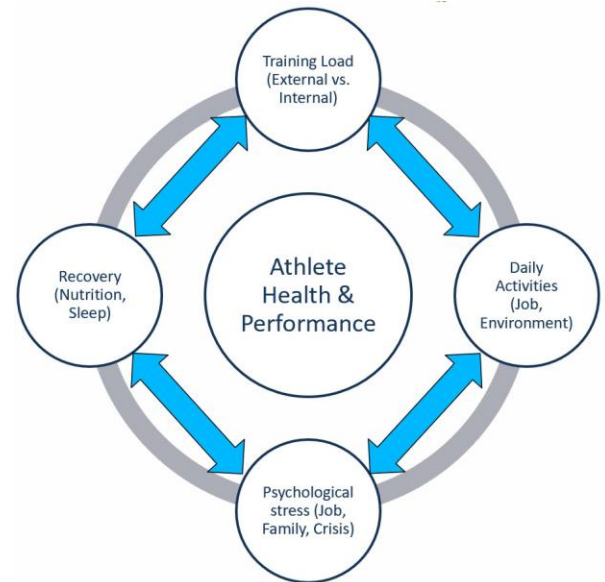 Training Load
(External vs.
Internal)
Recovery
(Nutrition,
Sleep)
Athlete
Health &
Performance
Daily
Activities
(Job,
Environment)
Psychological
stress (Job,
Family, Crisis)